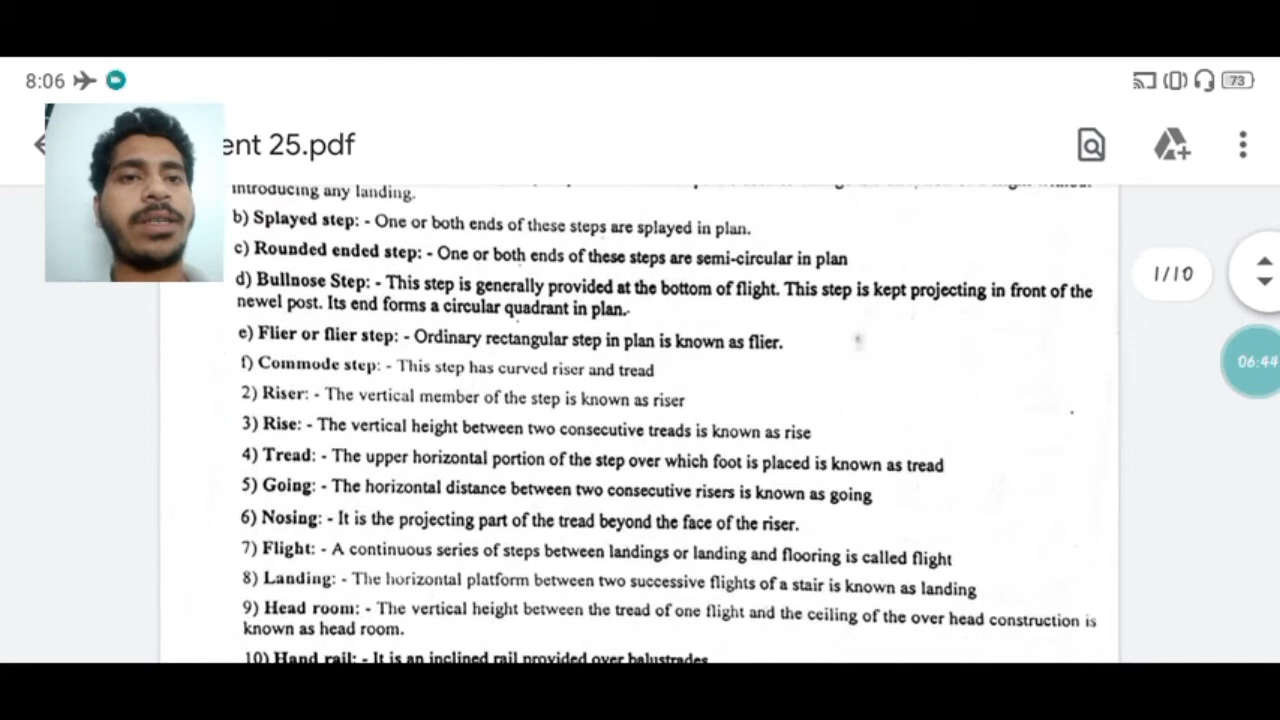 8:06
73
ent 25.pdf
introducing any landing.
b) Splayed step: - One or both ends of these steps are splayed in plan.
c) Rounded ended step: - One or both ends of these steps are semi-circular in plan
1/10
d) Bullnose Step: - This step is generally provided at the bottom of flight. This step is kept projecting in front of the
newel post. Its end forms a circular quadrant in plan.
e) Flier or flier step: - Ordinary rectangular step in plan is known as flier.
06:44
f) Commode step: - This step has curved riser and tread
2) Riser: - The vertical member of the step is known as riser
3) Rise: - The vertical height between two consecutive treads is known as rise
4) Tread: - The upper horizontal portion of the step over which foot is placed is known as tread
5) Going: - The horizontal distance between two consecutive risers is known as going
6) Nosing: - It is the projecting part of the tread beyond the face of the riser.
7) Flight: - A continuous series of steps between landings or landing and flooring is called flight
8) Landing: - The horizontal platform between two successive flights of a stair is known as landing
9) Head room: - The vertical height between the tread of one flight and the ceiling of the over head construction is
known as head room.
10) Hand rail: - It is an inclined rail provided over balustrades